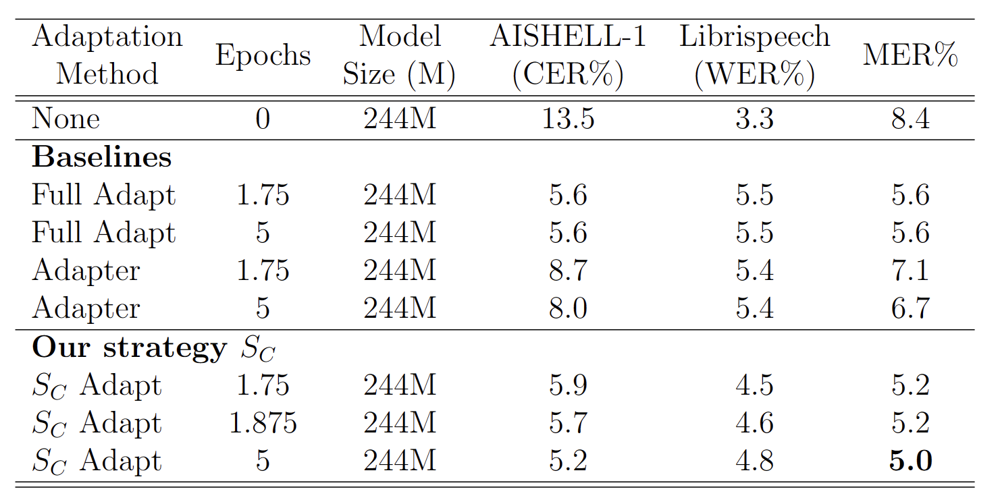 Adaptation Method Epochs Model Size (M) AISHELL-1 (CER%) Librispeech (WER%) MER%
None 0 244M 13.5 3.3 8.4
Baselines
Full Adapt 1.75 244M 5.6 5.5 5.6
Full Adapt 5 244M 5.6 5.5 5.6
Adapter 1.75 244M 8.7 5.4 7.1
Adapter 5 244M 8.0 5.4 6.7
Our strategy S_C
S_C Adapt 1.75 244M 5.9 4.5 5.2
S_C Adapt 1.875 244M 5.7 4.6 5.2
S_C Adapt 5 244M 5.2 4.8 5.0